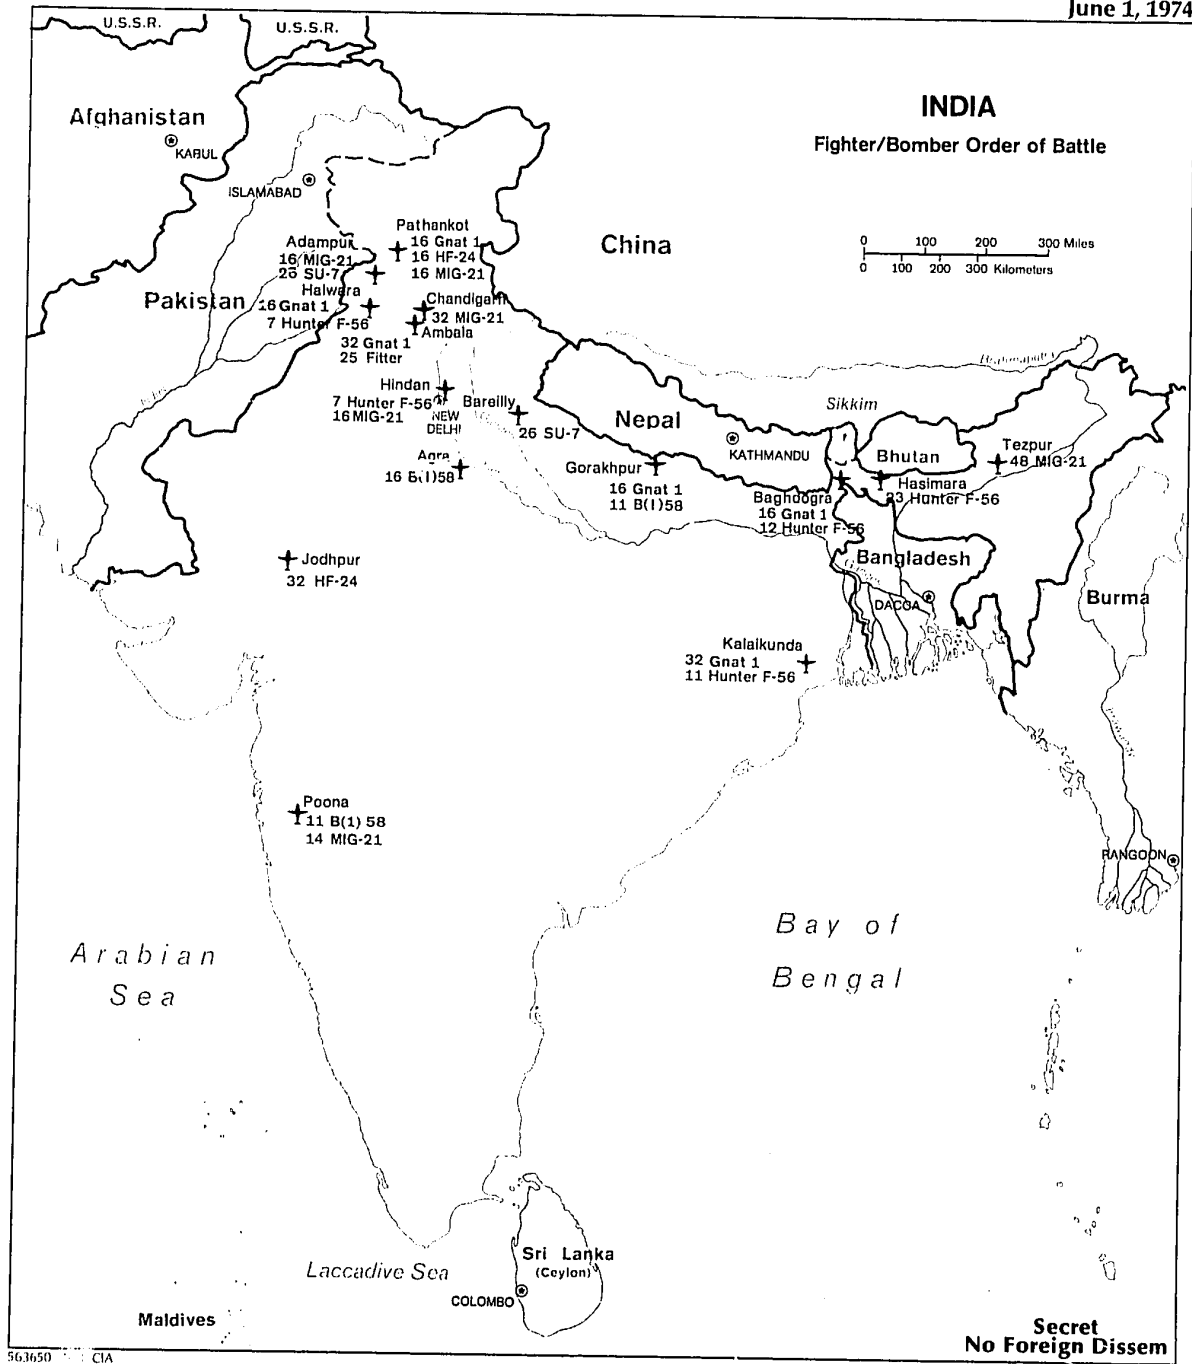 June 1, 1974
U.S.S.R.
U.S.S.R.
INDIA
Fighter/Bomber Order of Battle
Afghanistan
KABUL
ISLAMABAD
China
0 100 200 300 Miles
0 100 200 300 Kilometers
Pathankot
16 Gnat 1
16 HF-24
16 MIG-21
Adampur
16 MIG-21
SU-7
Pakistan
Halwara
16 Gnat 1
7 Hunter F-56
Chandigarh
32 MIG-21
Ambala
32 Gnat 1
25 Fitter
Hindan
7 Hunter F-56
16 MIG-21
NEW
DELHI
Bareilly
26 SU-7
Agra
16 B(I)58
Nepal
KATHMANDU
Sikkim
Bhutan
Tezpur
48 MIG-21
Gorakhpur
16 Gnat 1
11 B(I)58
Baghdogra
16 Gnat 1
12 Hunter F-56
Hasimara
23 Hunter F-56
Jodhpur
32 HF-24
Bangladesh
DACCA
Burma
Kalaikunda
32 Gnat 1
11 Hunter F-56
Poona
11 B(1) 58
14 MIG-21
RANGOON
Arabian
Sea
Bay of
Bengal
Laccadive Sea
Sri Lanka
(Ceylon)
COLOMBO
Maldives
Secret
No Foreign Dissem
563650
CIA